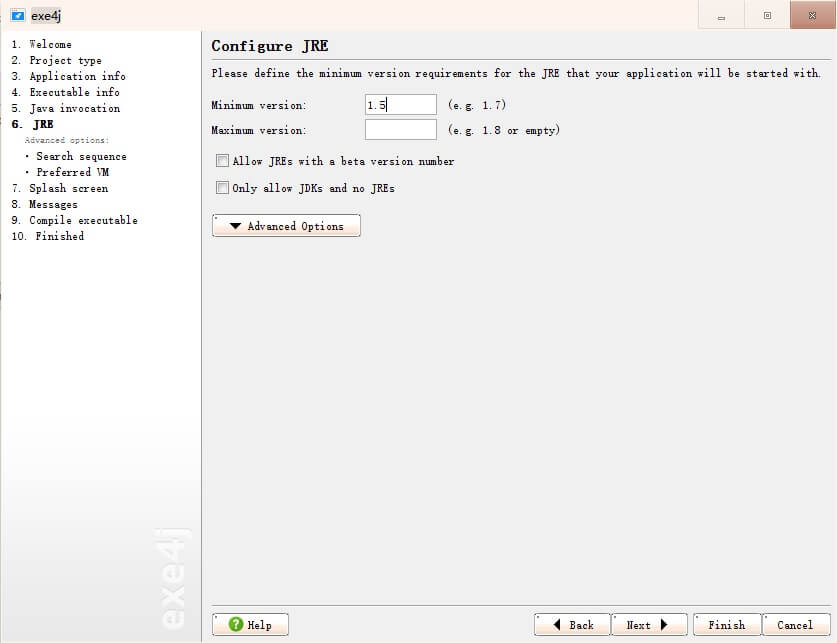 exe4j
1. Welcome
2. Project type
3. Application info
4. Executable info
5. Java invocation
6. JRE
Advanced options:
· Search sequence
· Preferred VM
7. Splash screen
8. Messages
9. Compile executable
10. Finished
exe4j
Configure JRE
Please define the minimum version requirements for the JRE that your application will be started with.
Minimum version: 1.5 (e.g. 1.7)
Maximum version: (e.g. 1.8 or empty)
Allow JREs with a beta version number
Only allow JDKs and no JREs
Advanced Options
Help Back Next Finish Cancel